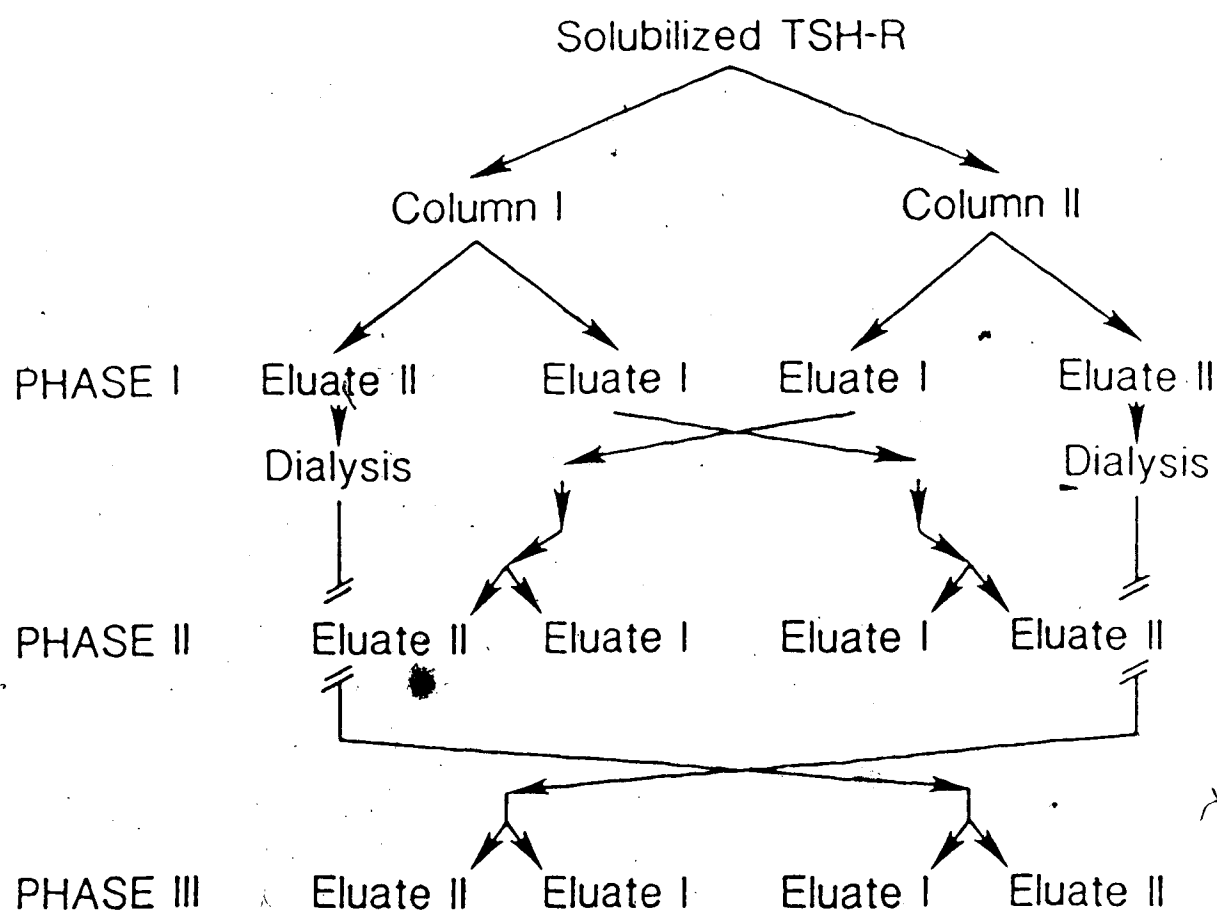 Solubilized TSH-R
Column I Column II
PHASE I Eluate II Eluate I Eluate I Eluate II
Dialysis Dialysis
PHASE II Eluate II Eluate I Eluate I Eluate II
PHASE III Eluate II Eluate I Eluate I Eluate II